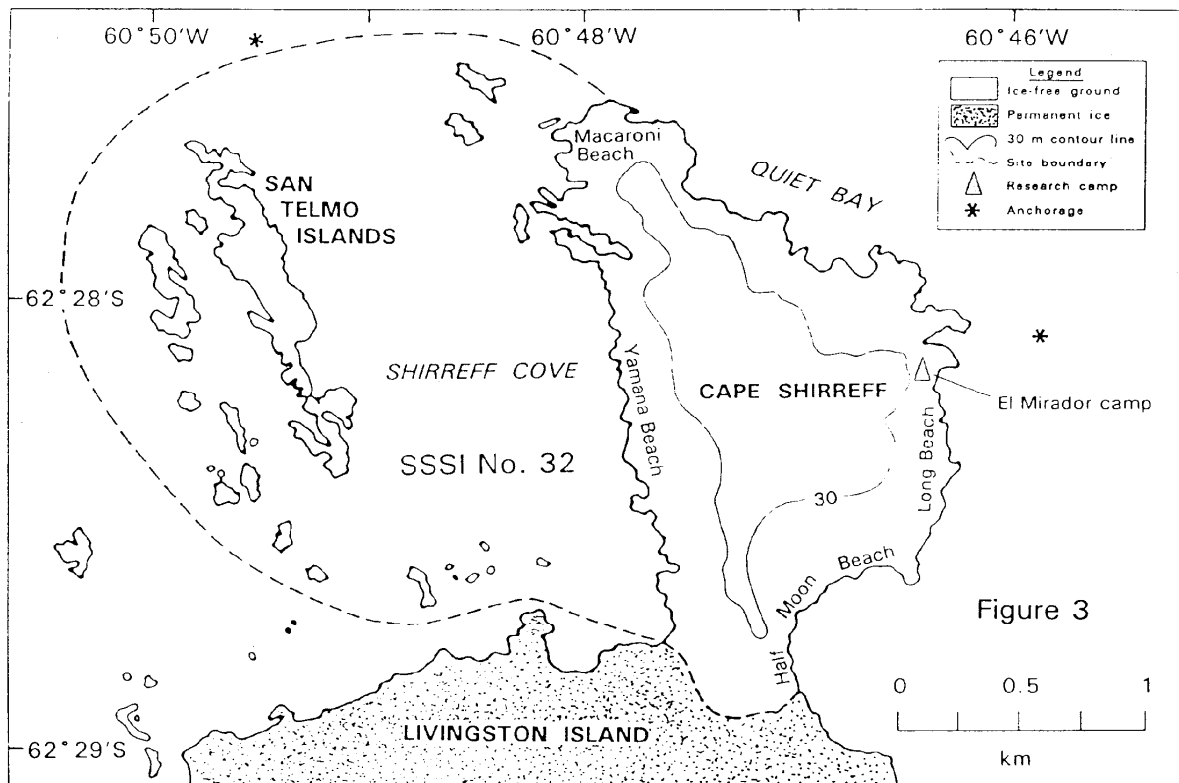 60°50'W
60°48'W
60°46'W
Legend
Ice-free ground
Permanent ice
30 m contour line
Site boundary
Research camp
Anchorage
Macaroni
Beach
QUIET BAY
SAN
TELMO
ISLANDS
62°28'S
SHIRREFF COVE
Yamana Beach
CAPE SHIRREFF
El Mirador camp
SSSI No. 32
30
Long Beach
Half Moon Beach
Figure 3
0 0.5 1
km
LIVINGSTON ISLAND
62°29'S